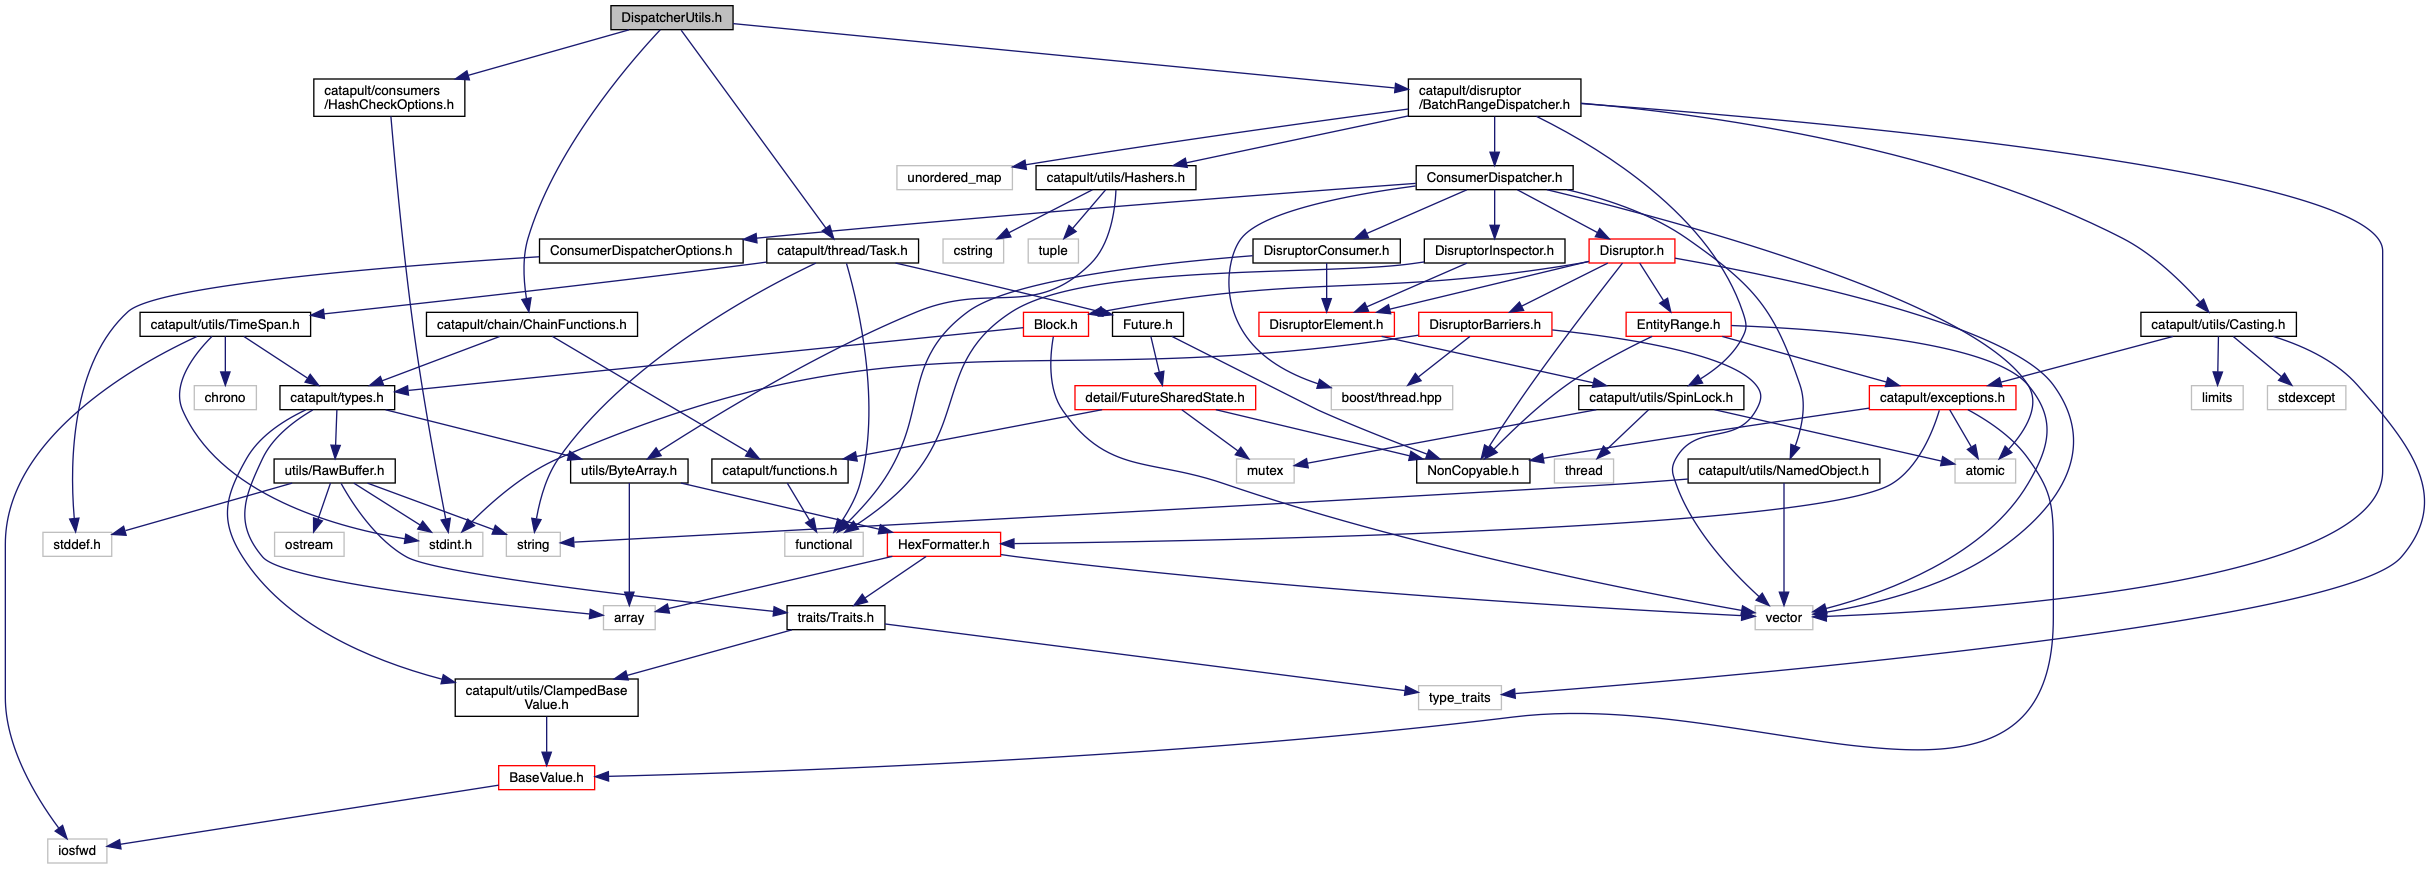 DispatcherUtils.h
catapult/consumers
/HashCheckOptions.h
catapult/disruptor
/BatchRangeDispatcher.h
unordered_map
catapult/utils/Hashers.h
ConsumerDispatcher.h
cstring
tuple
ConsumerDispatcherOptions.h
catapult/thread/Task.h
DisruptorConsumer.h
DisruptorInspector.h
Disruptor.h
catapult/utils/TimeSpan.h
catapult/chain/ChainFunctions.h
Block.h
Future.h
DisruptorElement.h
DisruptorBarriers.h
EntityRange.h
catapult/utils/Casting.h
chrono
catapult/types.h
detail/FutureSharedState.h
boost/thread.hpp
catapult/utils/SpinLock.h
catapult/exceptions.h
limits
stdexcept
utils/RawBuffer.h
utils/ByteArray.h
catapult/functions.h
mutex
NonCopyable.h
thread
catapult/utils/NamedObject.h
atomic
stddef.h
ostream
stdint.h
string
functional
HexFormatter.h
array
traits/Traits.h
vector
catapult/utils/ClampedBase
Value.h
type_traits
BaseValue.h
iosfwd